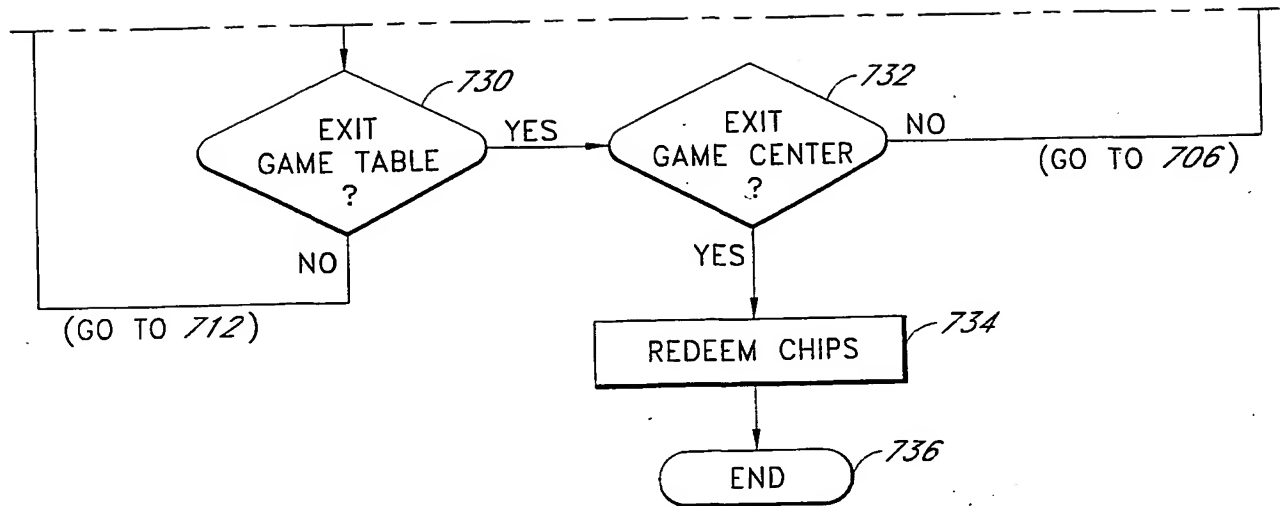 730
EXIT
GAME TABLE
?
YES
NO
(GO TO 712)
732
EXIT
GAME CENTER
?
NO
(GO TO 706)
YES
734
REDEEM CHIPS
736
END